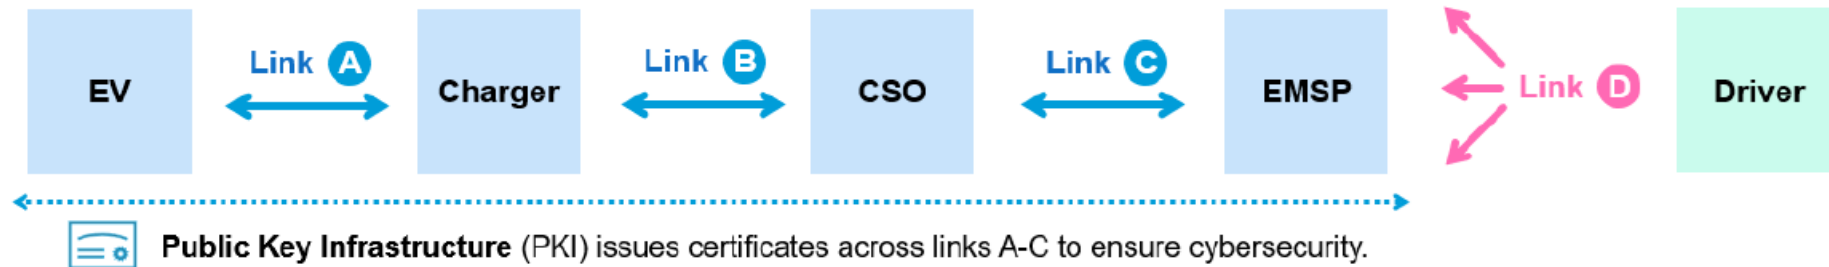 EV
Link A
Charger
Link B
CSO
Link C
EMSP
Link D
Driver
Public Key Infrastructure (PKI) issues certificates across links A-C to ensure cybersecurity.